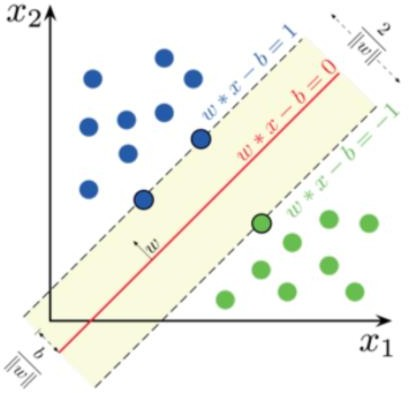 x₂
w * x − b = 1
2
||w||
w * x − b = 0
w * x − b = −1
w
b
||w||
x₁